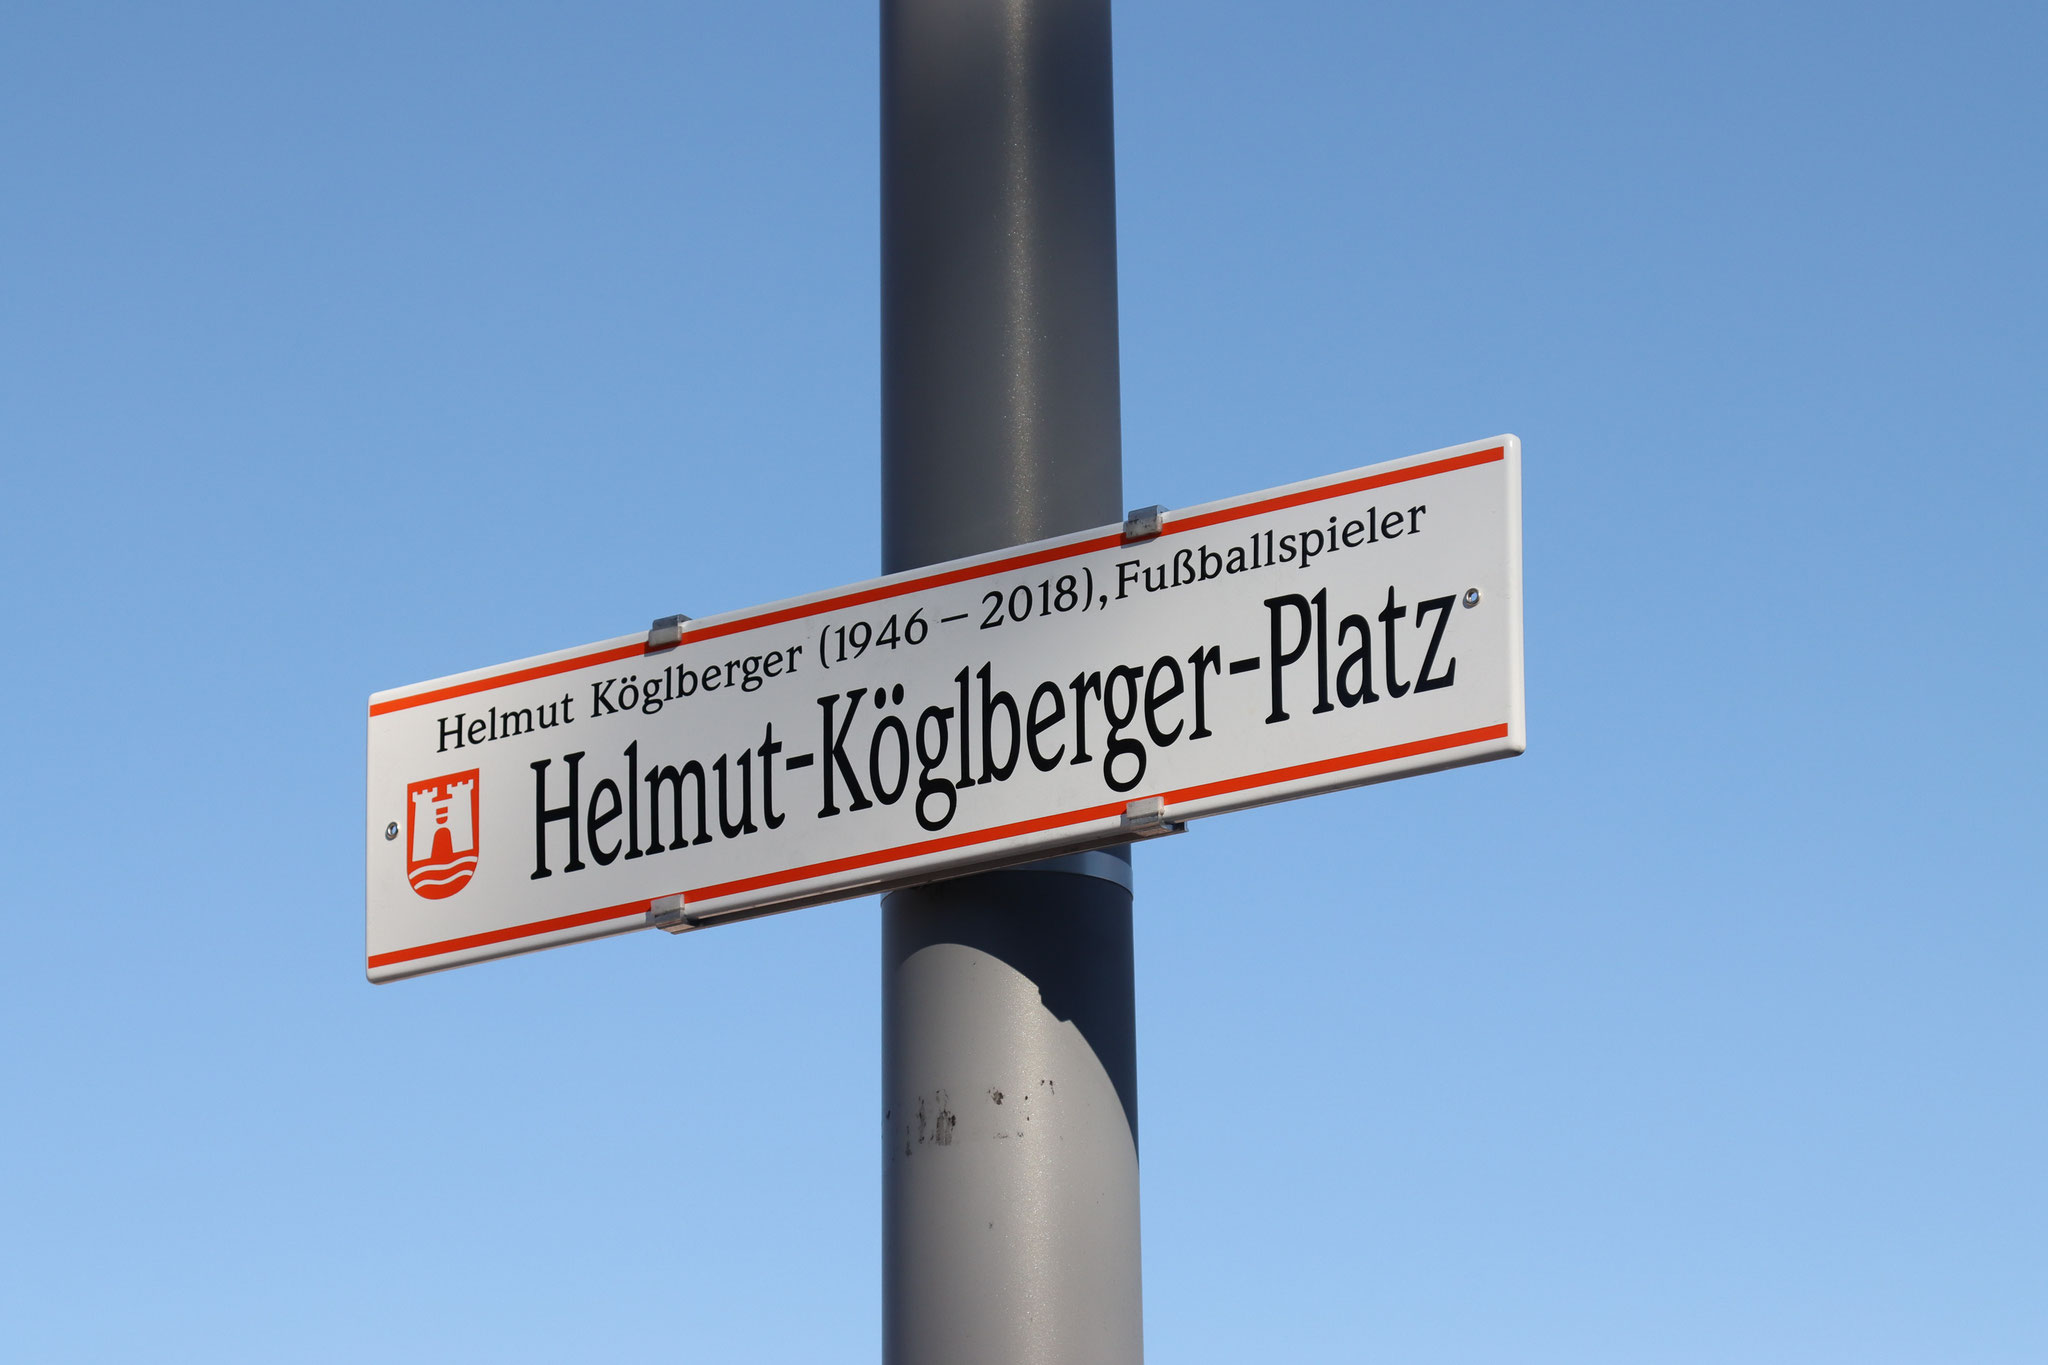 Helmut Köglberger (1946 – 2018), Fußballspieler
Helmut-Köglberger-Platz